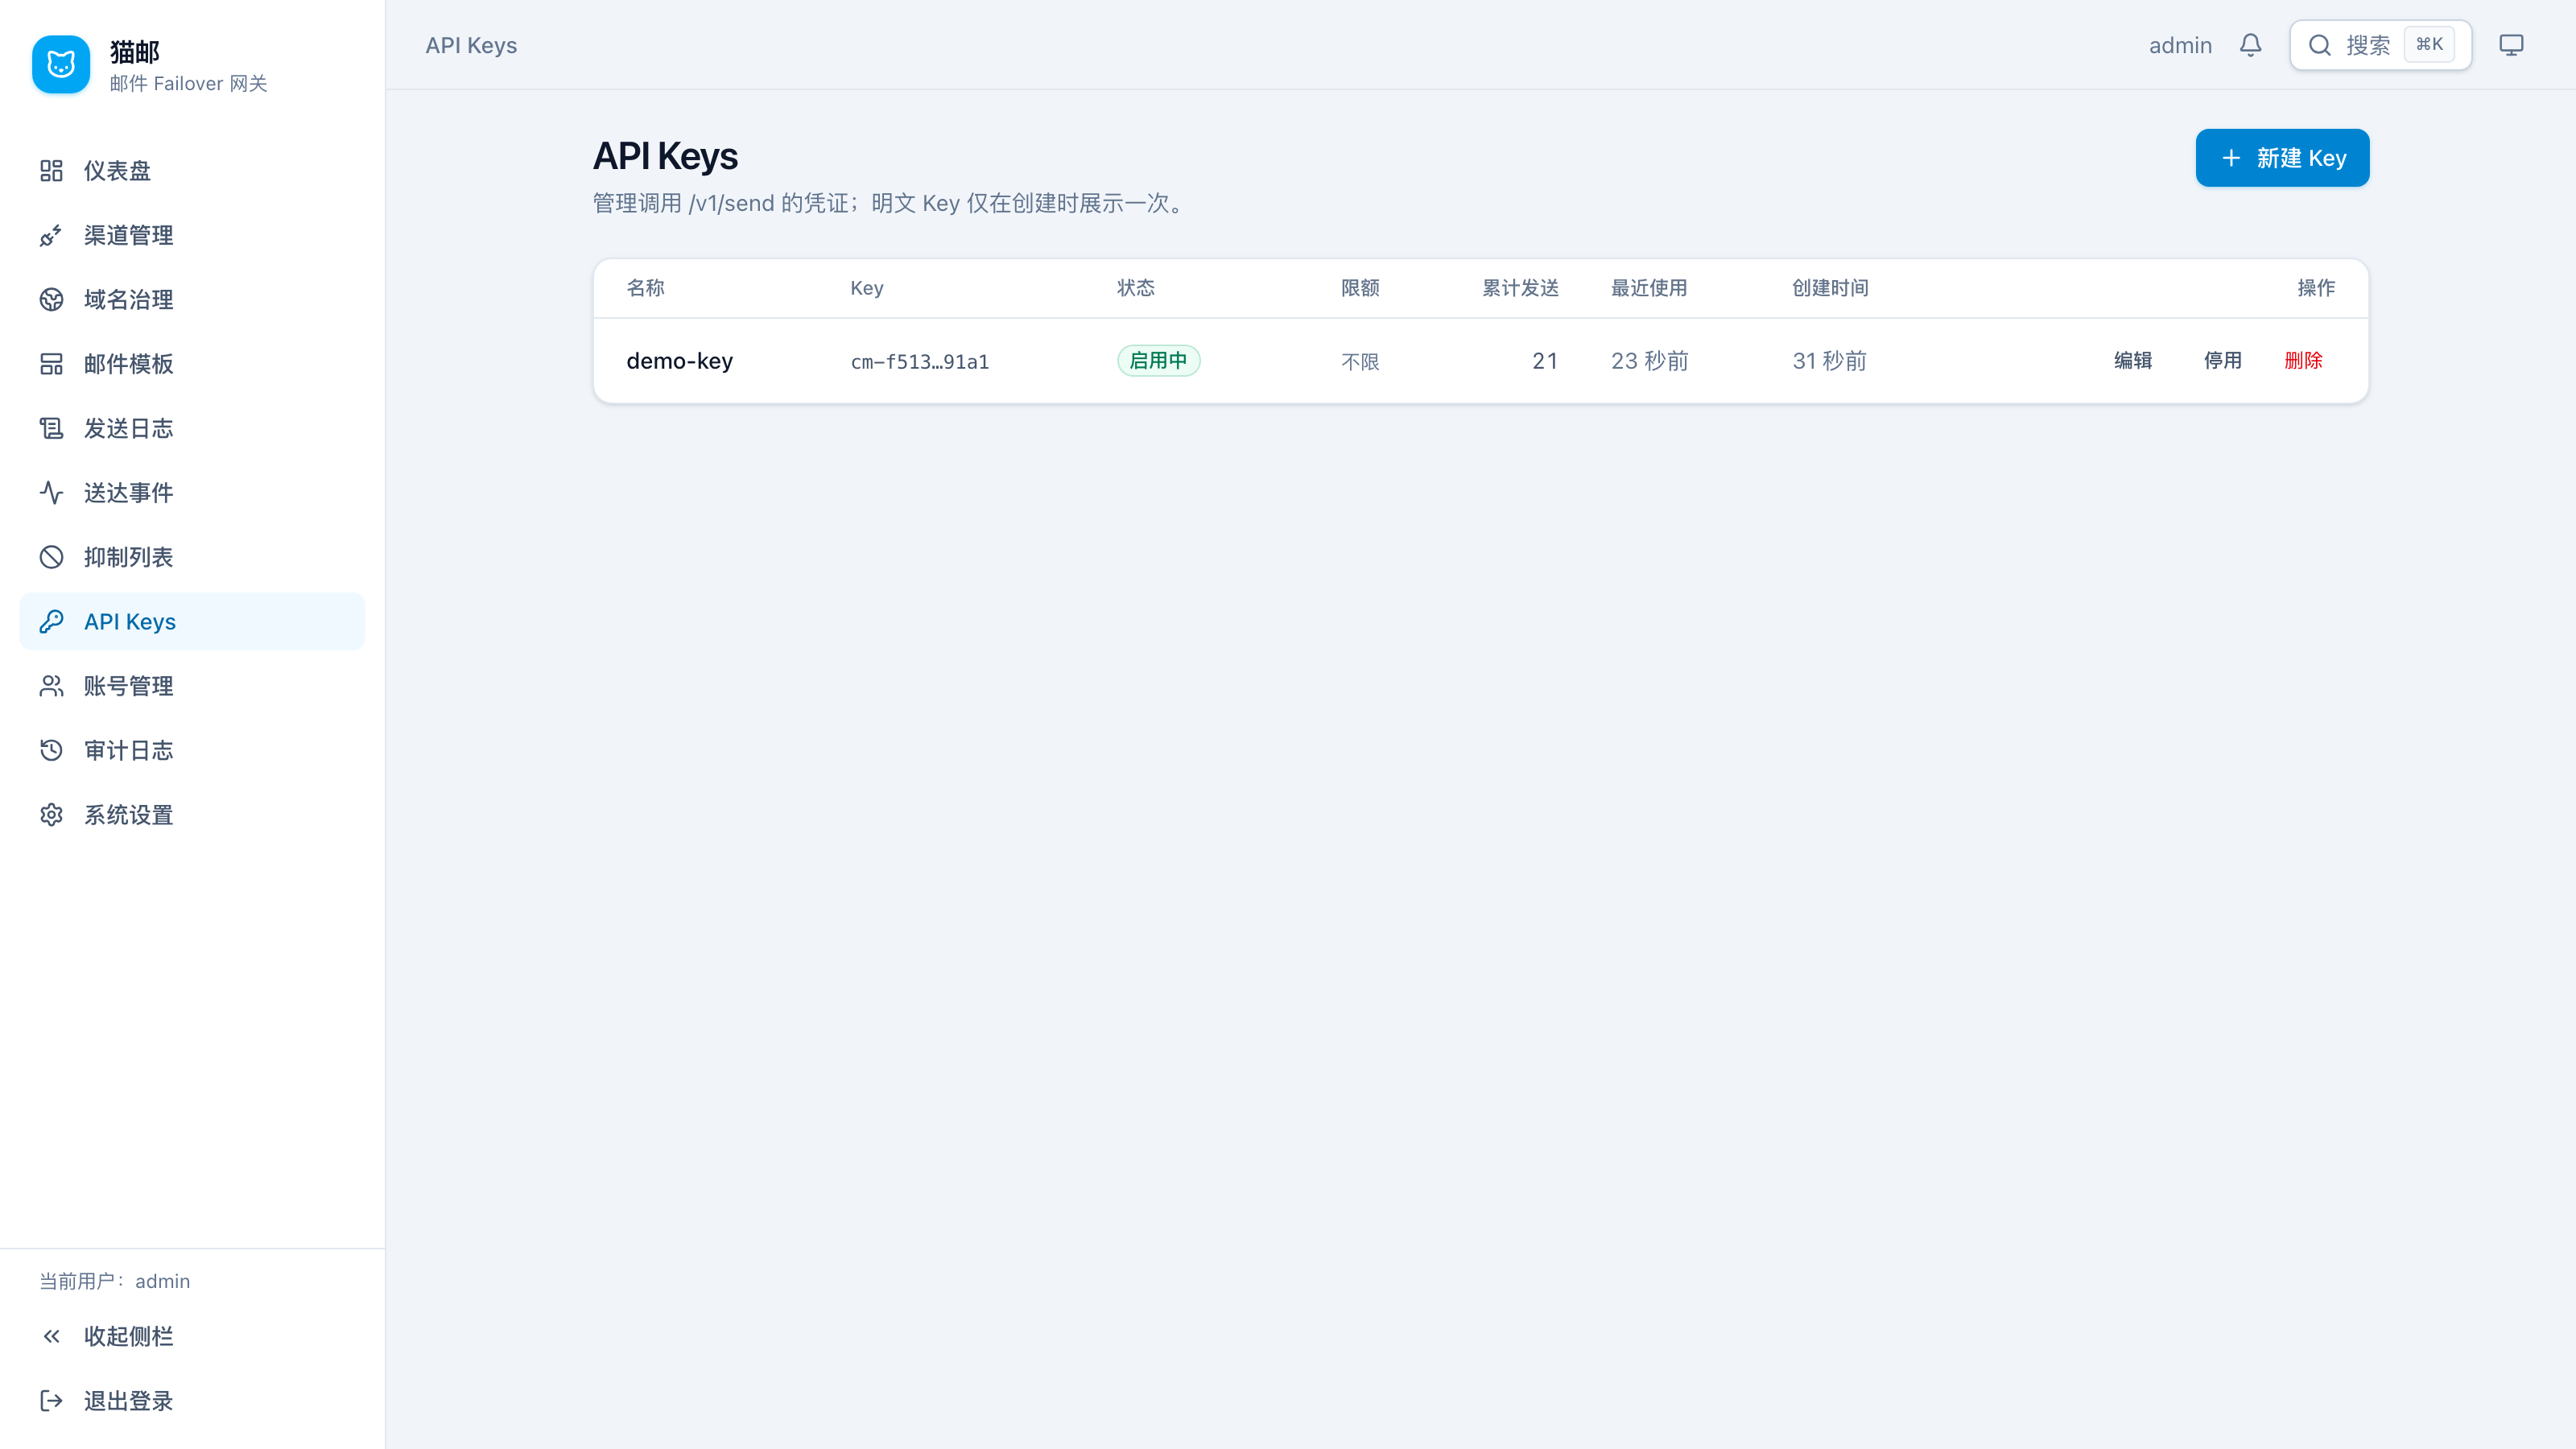 猫邮
邮件 Failover 网关
仪表盘
渠道管理
域名治理
邮件模板
发送日志
送达事件
抑制列表
API Keys
账号管理
审计日志
系统设置
当前用户：admin
收起侧栏
退出登录
API Keys
admin
搜索 ⌘K
API Keys
管理调用 /v1/send 的凭证；明文 Key 仅在创建时展示一次。
新建 Key
名称 Key 状态 限额 累计发送 最近使用 创建时间 操作
demo-key cm-f513…91a1 启用中 不限 21 23 秒前 31 秒前 编辑 停用 删除